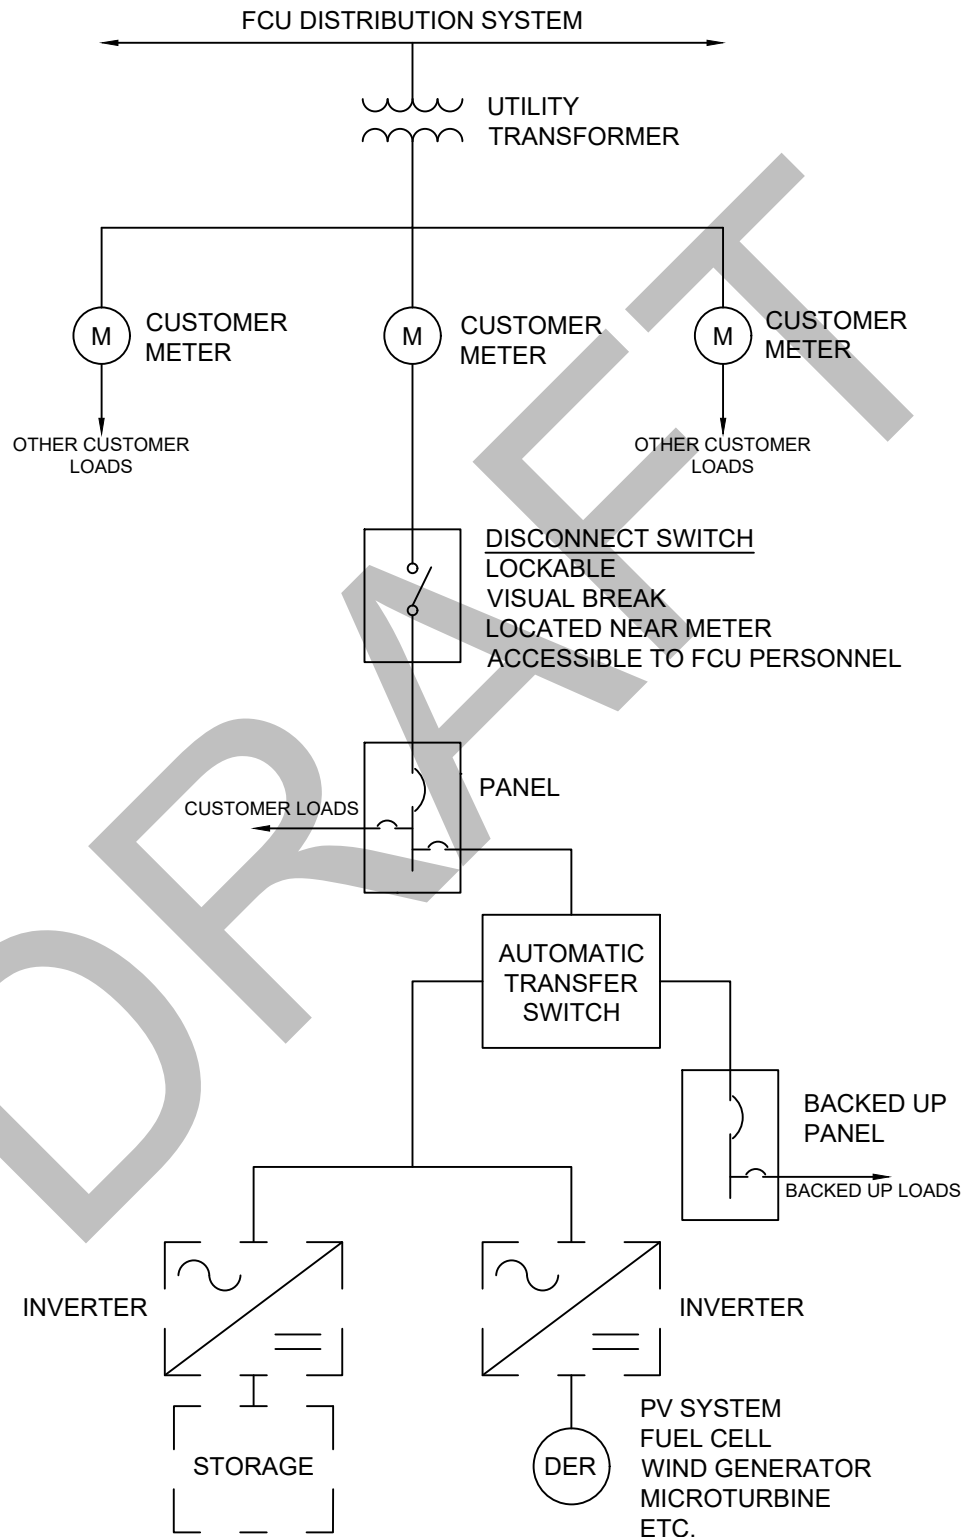 FCU DISTRIBUTION SYSTEM
UTILITY
TRANSFORMER
M
CUSTOMER
METER
M
CUSTOMER
METER
M
CUSTOMER
METER
OTHER CUSTOMER
LOADS
OTHER CUSTOMER
LOADS
DISCONNECT SWITCH
LOCKABLE
VISUAL BREAK
LOCATED NEAR METER
ACCESSIBLE TO FCU PERSONNEL
PANEL
CUSTOMER LOADS
AUTOMATIC
TRANSFER
SWITCH
BACKED UP
PANEL
BACKED UP LOADS
INVERTER
INVERTER
STORAGE
DER
PV SYSTEM
FUEL CELL
WIND GENERATOR
MICROTURBINE
ETC.
DRAFT